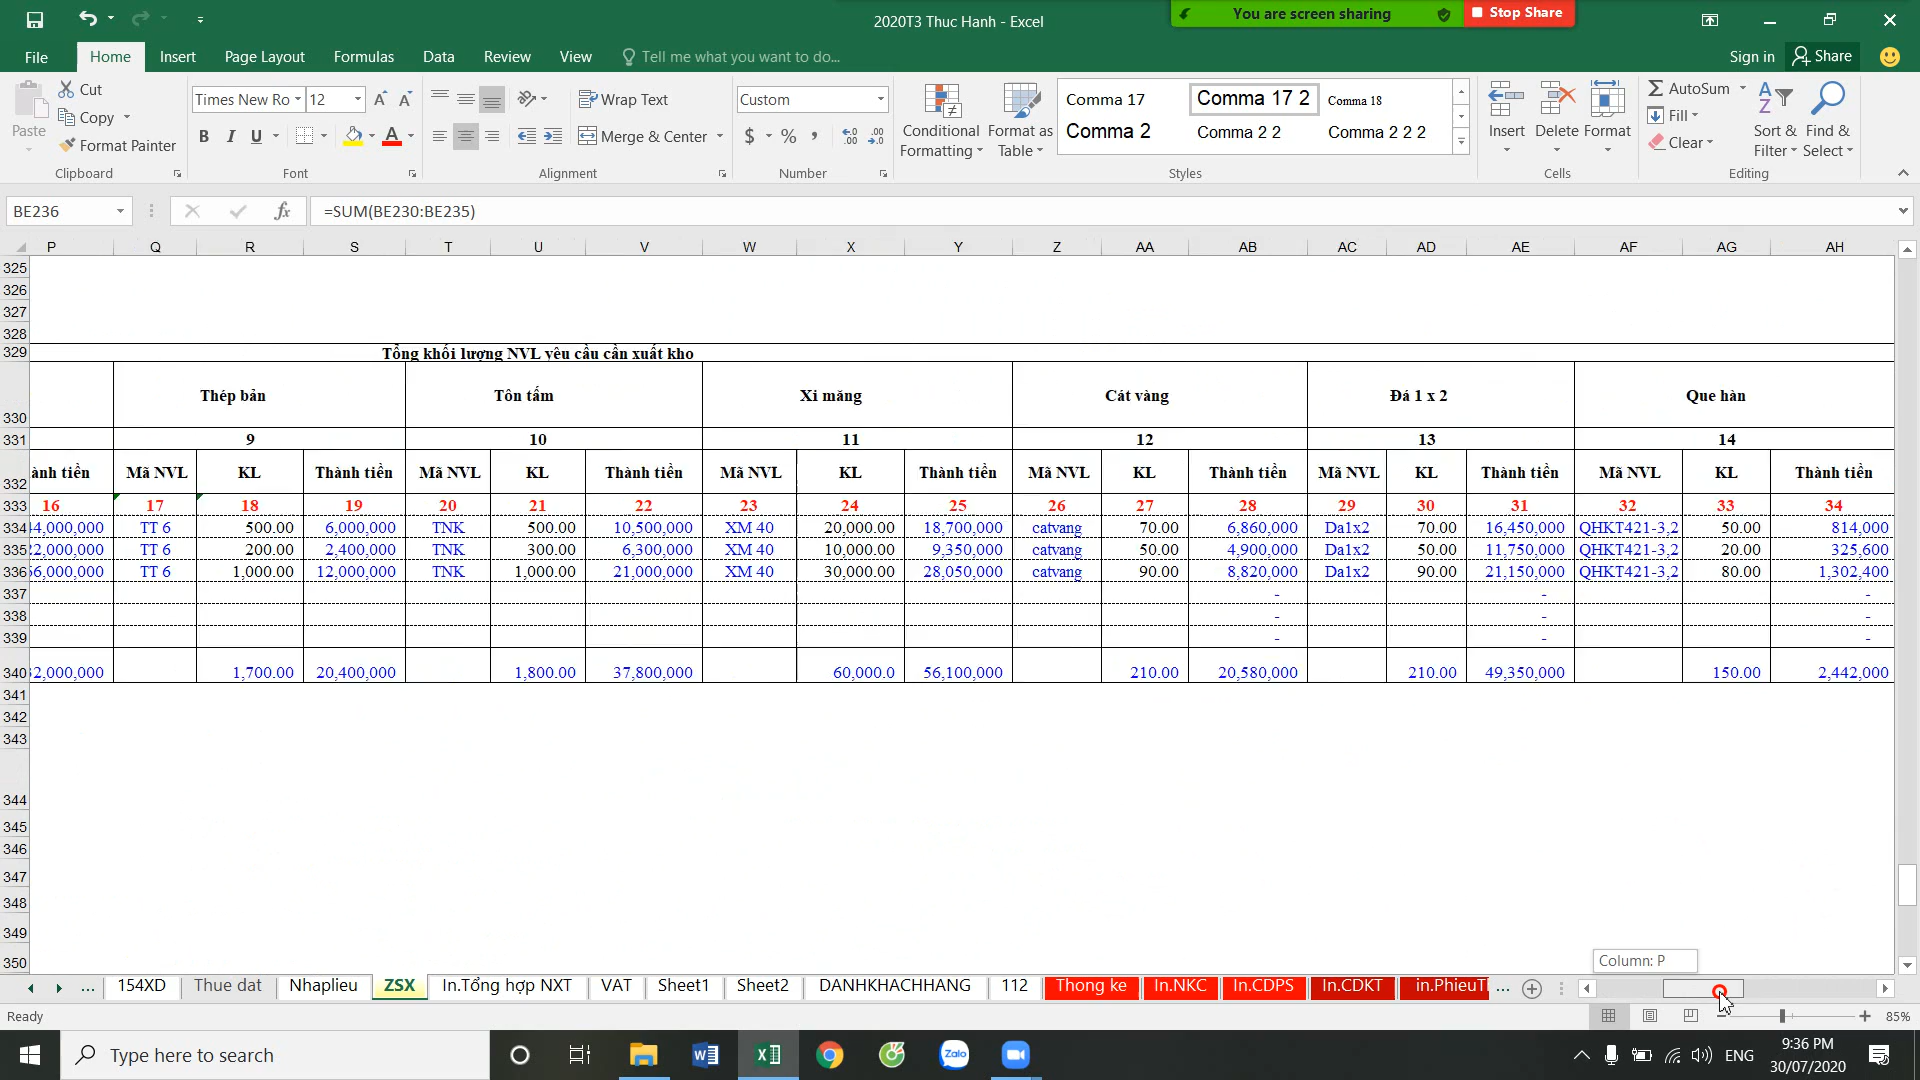 2020T3 Thuc Hanh - Excel
You are screen sharing
Stop Share
File Home Insert Page Layout Formulas Data Review View Tell me what you want to do...
Sign in Share
Paste Cut Copy Format Painter
Times New Ro 12
Wrap Text
Merge & Center
Custom
$ %
Conditional Formatting
Format as Table
Comma 17 Comma 17 2 Comma 18
Comma 2 Comma 2 2 Comma 2 2 2
Insert Delete Format
AutoSum
Fill
Clear
Sort & Filter
Find & Select
Clipboard Font Alignment Number Styles Cells Editing
BE236 =SUM(BE230:BE235)
P Q R S T U V W X Y Z AA AB AC AD AE AF AG AH
325
326
327
328
329 Tổng khối lượng NVL yêu cầu cần xuất kho
330 Thép bản Tôn tấm Xi măng Cát vàng Đá 1 x 2 Que hàn
331 9 10 11 12 13 14
332 ành tiền Mã NVL KL Thành tiền Mã NVL KL Thành tiền Mã NVL KL Thành tiền Mã NVL KL Thành tiền Mã NVL KL Thành tiền Mã NVL KL Thành tiền
333 16 17 18 19 20 21 22 23 24 25 26 27 28 29 30 31 32 33 34
334 4,000,000 TT 6 500.00 6,000,000 TNK 500.00 10,500,000 XM 40 20,000.00 18,700,000 catvang 70.00 6,860,000 Da1x2 70.00 16,450,000 QHKT421-3,2 50.00 814,000
335 2,000,000 TT 6 200.00 2,400,000 TNK 300.00 6,300,000 XM 40 10,000.00 9,350,000 catvang 50.00 4,900,000 Da1x2 50.00 11,750,000 QHKT421-3,2 20.00 325,600
336 6,000,000 TT 6 1,000.00 12,000,000 TNK 1,000.00 21,000,000 XM 40 30,000.00 28,050,000 catvang 90.00 8,820,000 Da1x2 90.00 21,150,000 QHKT421-3,2 80.00 1,302,400
337 - - -
338 - - -
339 - - -
340 2,000,000 1,700.00 20,400,000 1,800.00 37,800,000 60,000.0 56,100,000 210.00 20,580,000 210.00 49,350,000 150.00 2,442,000
341
342
343
344
345
346
347
348
349
350
Column: P
... 154XD Thue dat Nhaplieu ZSX In.Tổng hợp NXT VAT Sheet1 Sheet2 DANHKHACHHANG 112 Thong ke In.NKC In.CDPS In.CDKT in.PhieuT ...
Ready 85%
Type here to search
Zalo
ENG
9:36 PM
30/07/2020